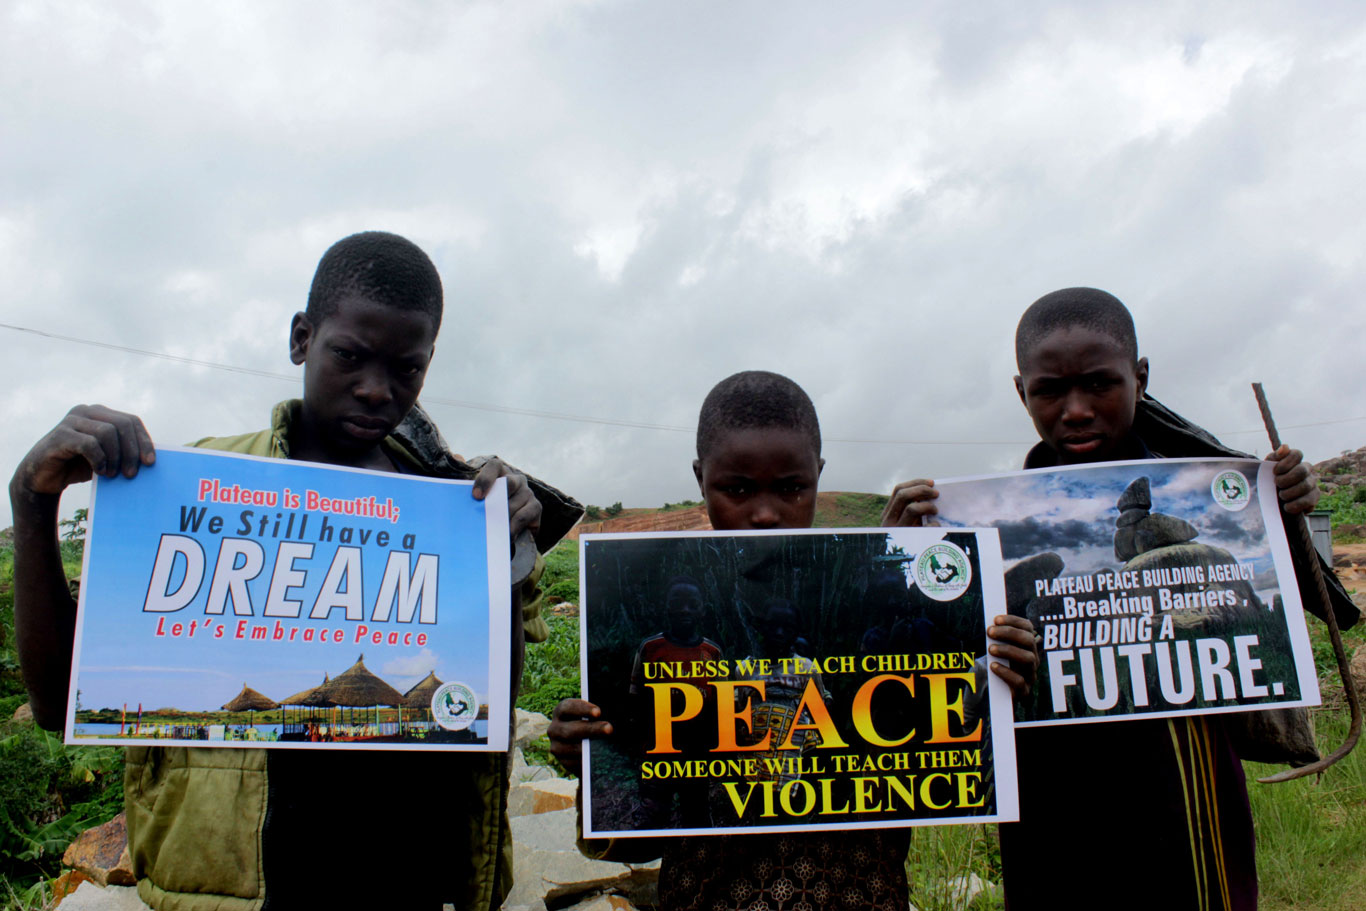 Plateau is Beautiful;
We Still have a
DREAM
Let's Embrace Peace
UNLESS WE TEACH CHILDREN
PEACE
SOMEONE WILL TEACH THEM
VIOLENCE
PLATEAU PEACE BUILDING AGENCY
....Breaking Barriers,
BUILDING A
FUTURE.